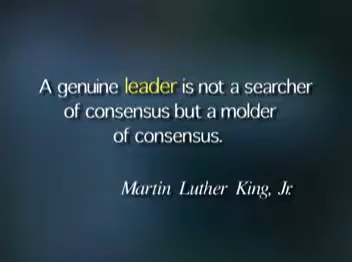 A genuine leader is not a searcher
of consensus but a molder
of consensus.
Martin Luther King, Jr.